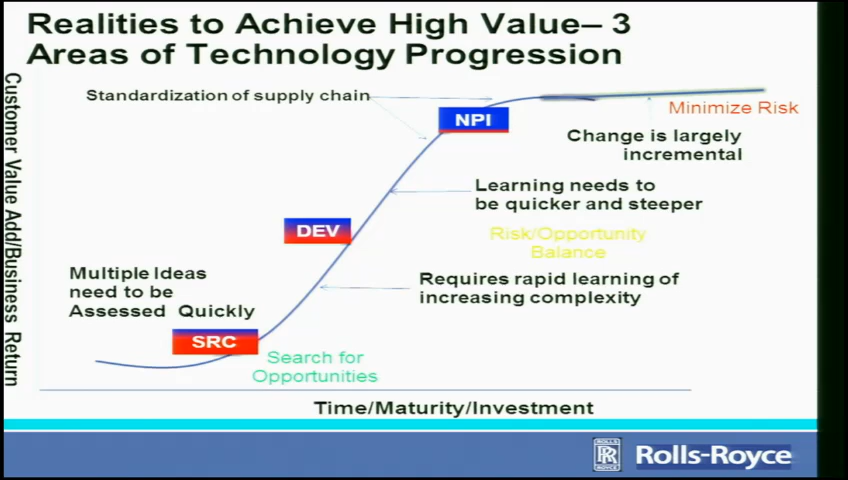 Realities to Achieve High Value– 3
Areas of Technology Progression
Customer Value Add/Business Return
Standardization of supply chain
NPI
Minimize Risk
Change is largely
incremental
Learning needs to
be quicker and steeper
DEV
Risk/Opportunity
Balance
Multiple Ideas
need to be
Assessed Quickly
Requires rapid learning of
increasing complexity
SRC
Search for
Opportunities
Time/Maturity/Investment
ROLLS
RR
ROYCE
Rolls-Royce